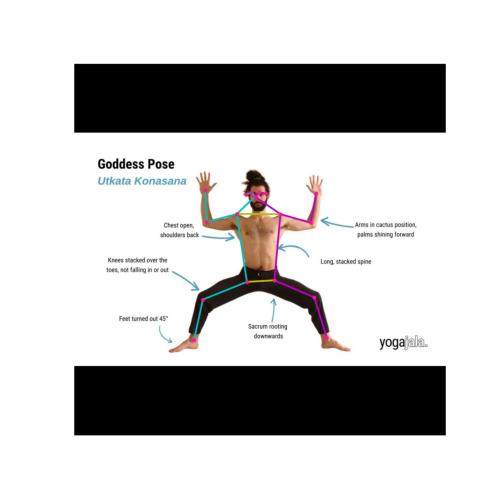 Goddess Pose
Utkata Konasana
Chest open,
shoulders back
Arms in cactus position,
palms shining forward
Knees stacked over the
toes, not falling in or out
Long, stacked spine
Feet turned out 45°
Sacrum rooting
downwards
yogajala.